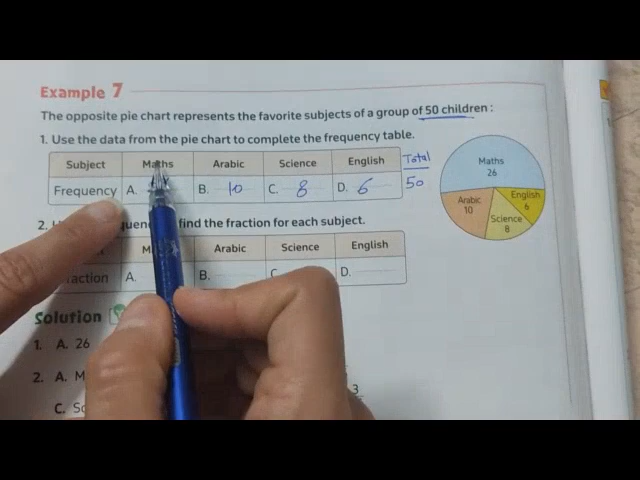 Example 7
The opposite pie chart represents the favorite subjects of a group of 50 children :
1. Use the data from the pie chart to complete the frequency table.
Subject Maths Arabic Science English Total
Frequency A. B. 10 C. 8 D. 6 50
Maths
26
English
6
Arabic
10
Science
8
2. find the fraction for each subject.
Arabic Science English
A. B. C. D.
Solution
1. A. 26
2. A. M
C. Sc
3